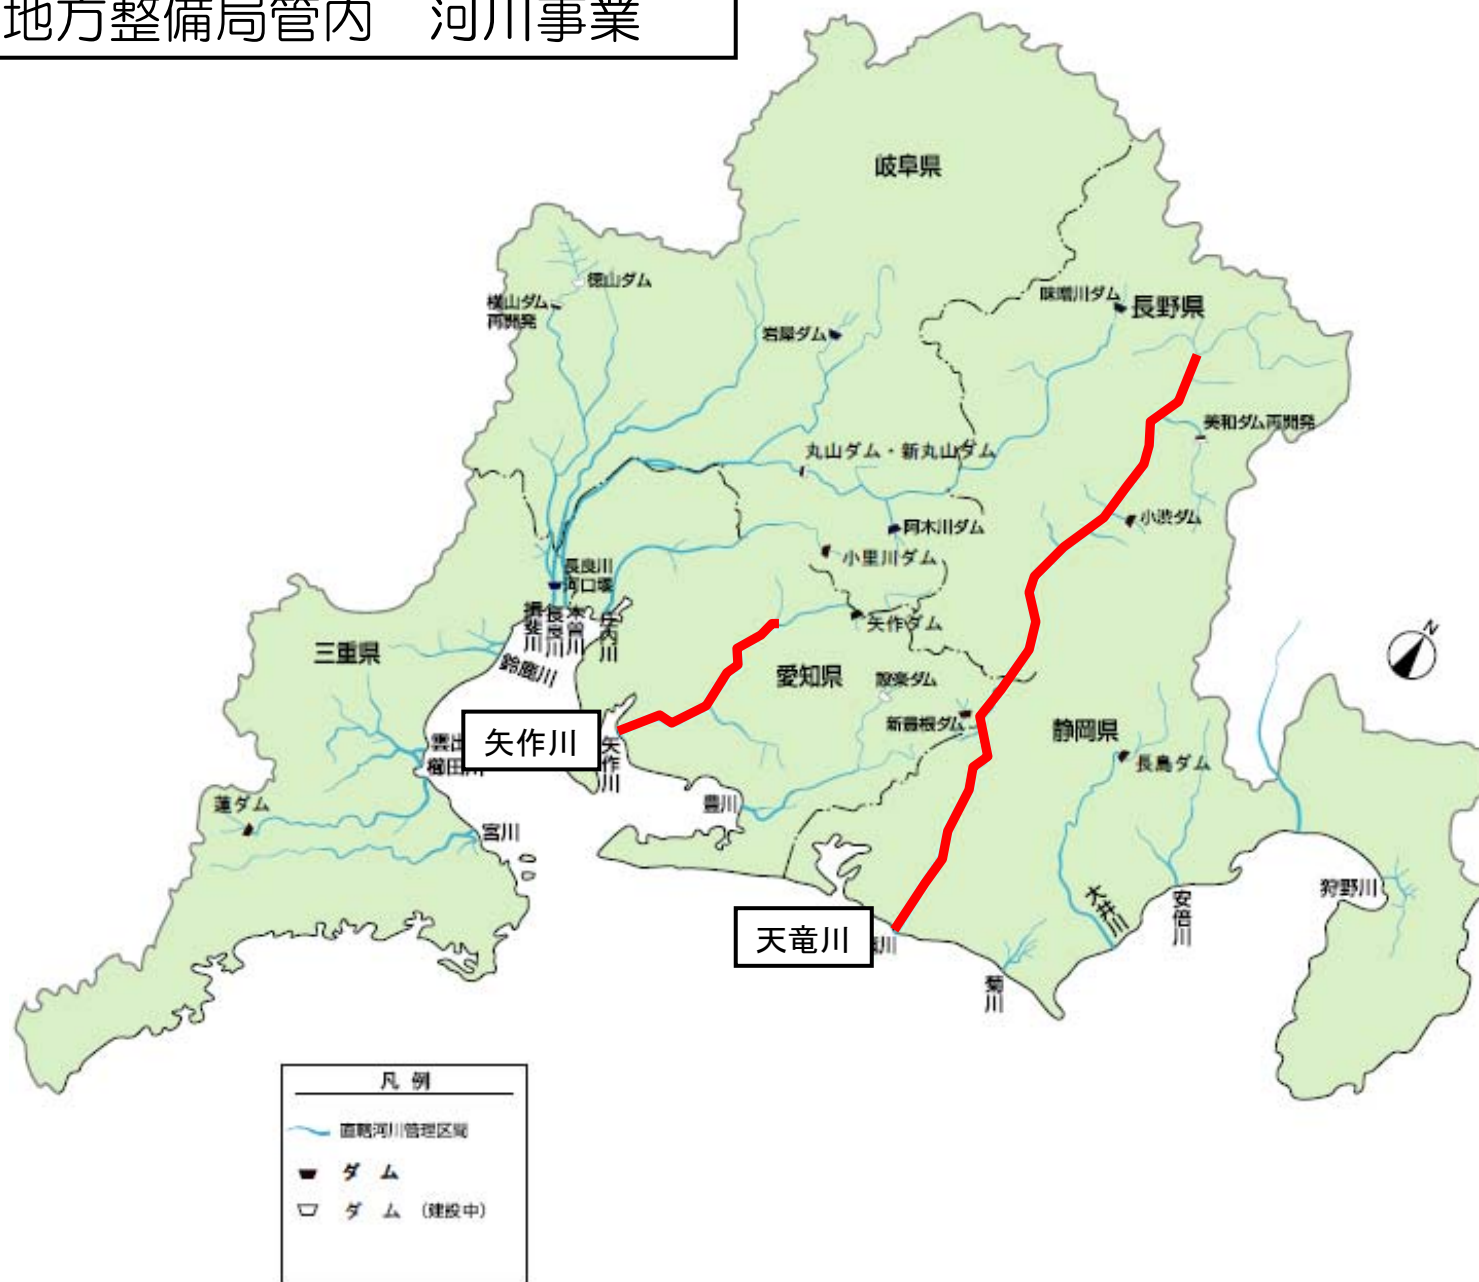 地方整備局管内　河川事業
岐阜県
徳山ダム
横山ダム
再開発
岩屋ダム
味噌川ダム
長野県
美和ダム再開発
丸山ダム・新丸山ダム
阿木川ダム
小渋ダム
小里川ダム
長良川
河口堰
揖斐川
長良川
木曽川
庄内川
矢作ダム
三重県
鈴鹿川
愛知県
設楽ダム
新豊根ダム
静岡県
長島ダム
矢作川
矢作川
櫛田川
蓮ダム
豊川
宮川
狩野川
大井川
安倍川
天竜川
菊川
N
凡 例
直轄河川管理区間
ダ ム
ダ ム (建設中)